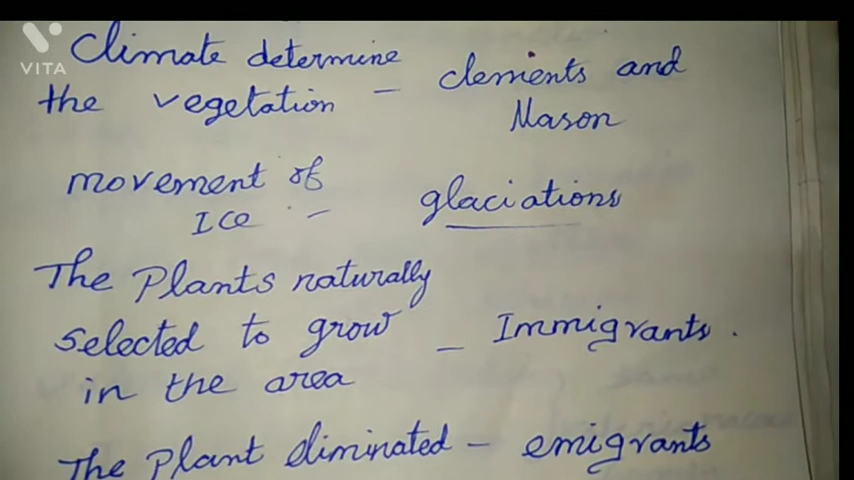 VITA
Climate determine
the vegetation - clements and
Mason
movement of
Ice - glaciations
The Plants naturally
selected to grow - Immigrants.
in the area
The Plant eliminated - emigrants